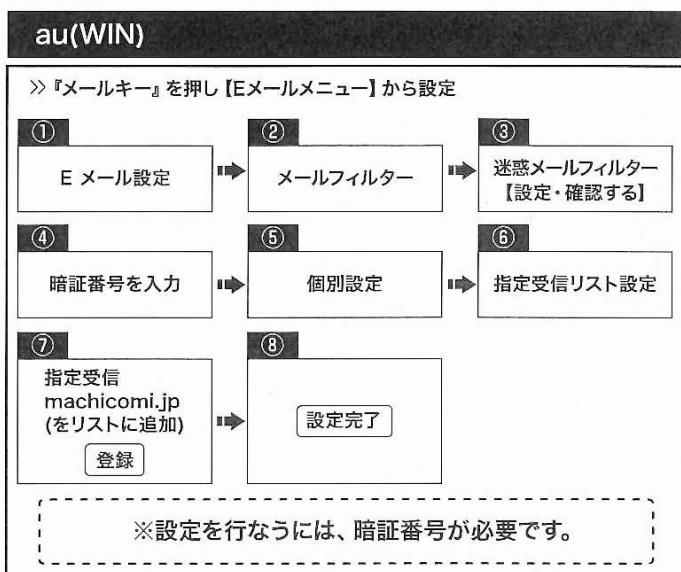 au(WIN)
≫『メールキー』を押し【Eメールメニュー】から設定
①
E メール設定
②
メールフィルター
③
迷惑メールフィルター
【設定・確認する】
④
暗証番号を入力
⑤
個別設定
⑥
指定受信リスト設定
⑦
指定受信
machicomi.jp
(をリストに追加)
登録
⑧
設定完了
※設定を行なうには、暗証番号が必要です。